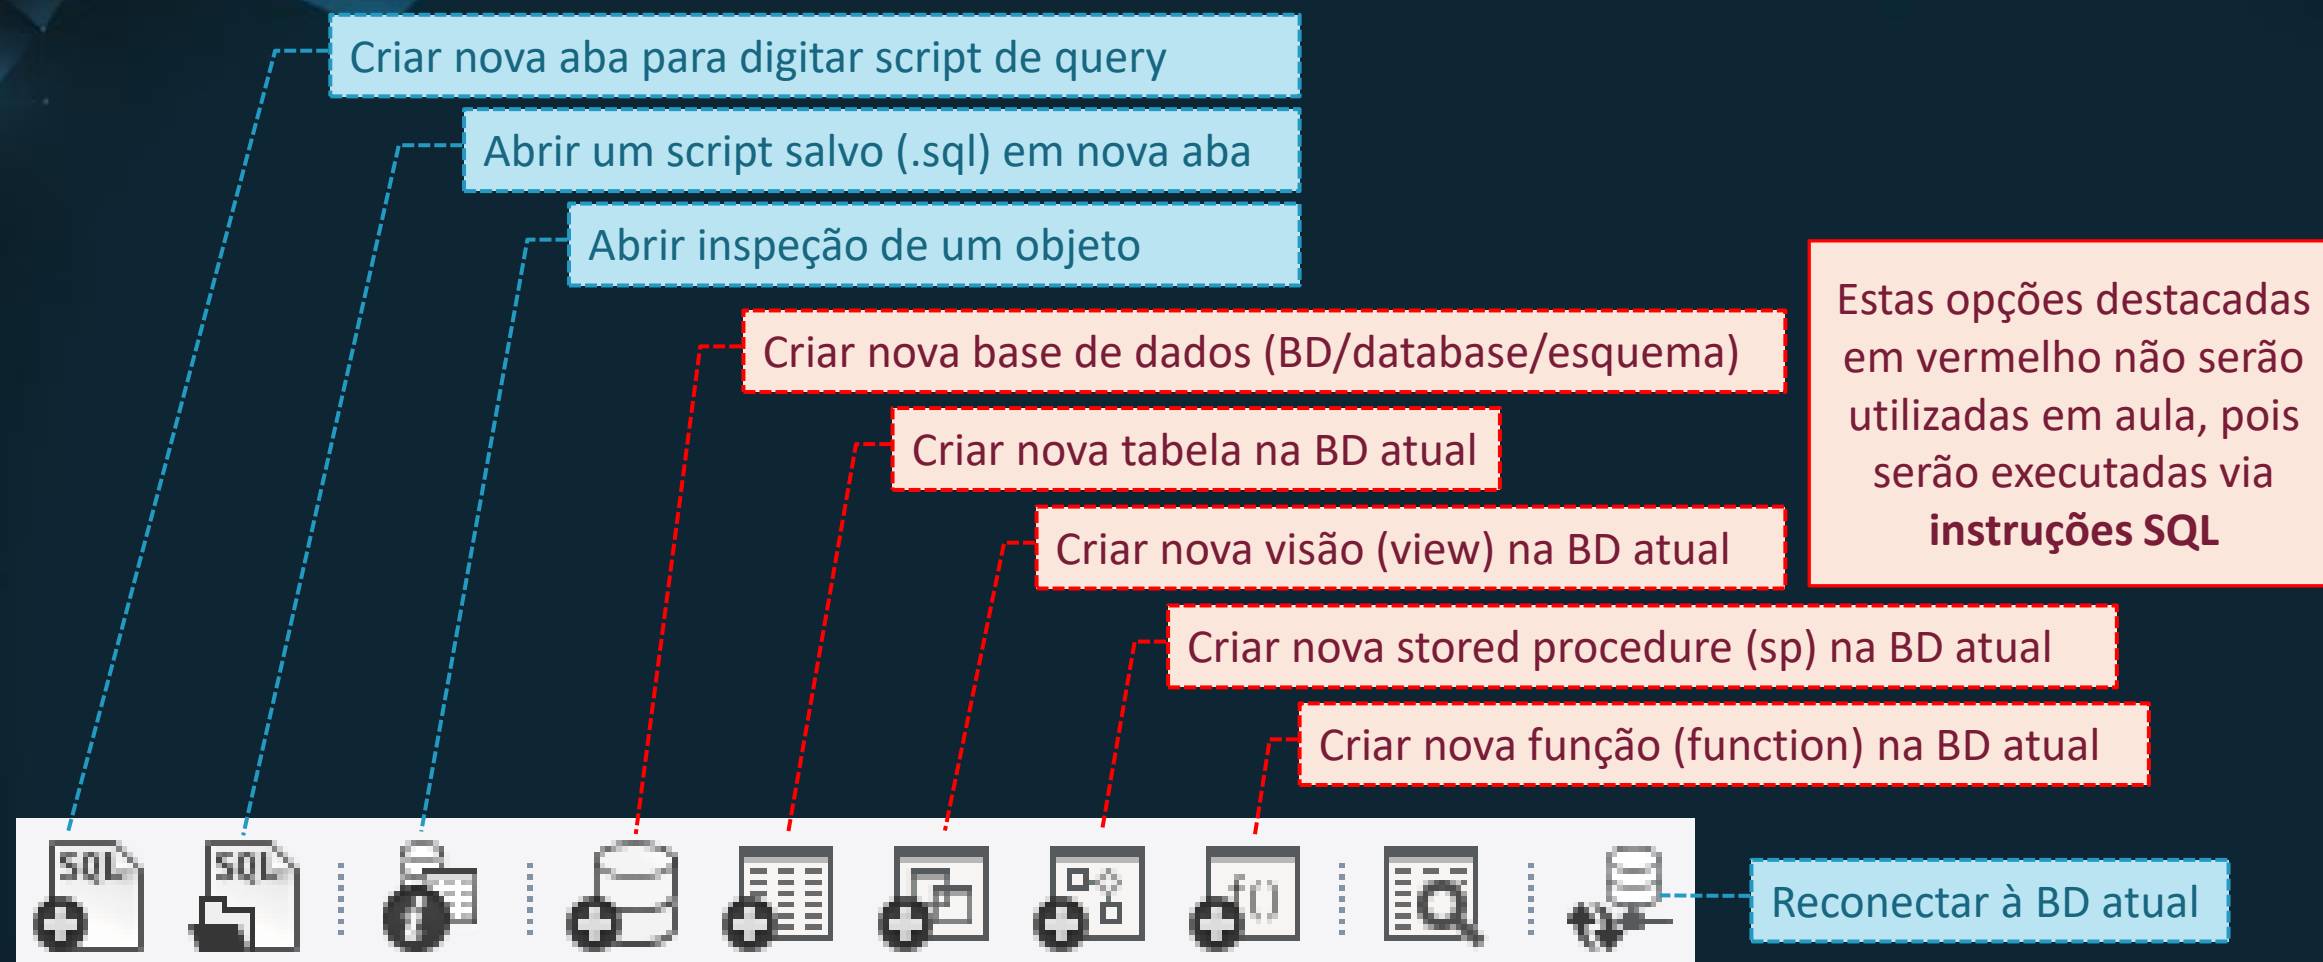 Criar nova aba para digitar script de query
Abrir um script salvo (.sql) em nova aba
Abrir inspeção de um objeto
Criar nova base de dados (BD/database/esquema)
Criar nova tabela na BD atual
Criar nova visão (view) na BD atual
Criar nova stored procedure (sp) na BD atual
Criar nova função (function) na BD atual
Estas opções destacadas
em vermelho não serão
utilizadas em aula, pois
serão executadas via
instruções SQL
SQL
SQL
i
f()
Reconectar à BD atual